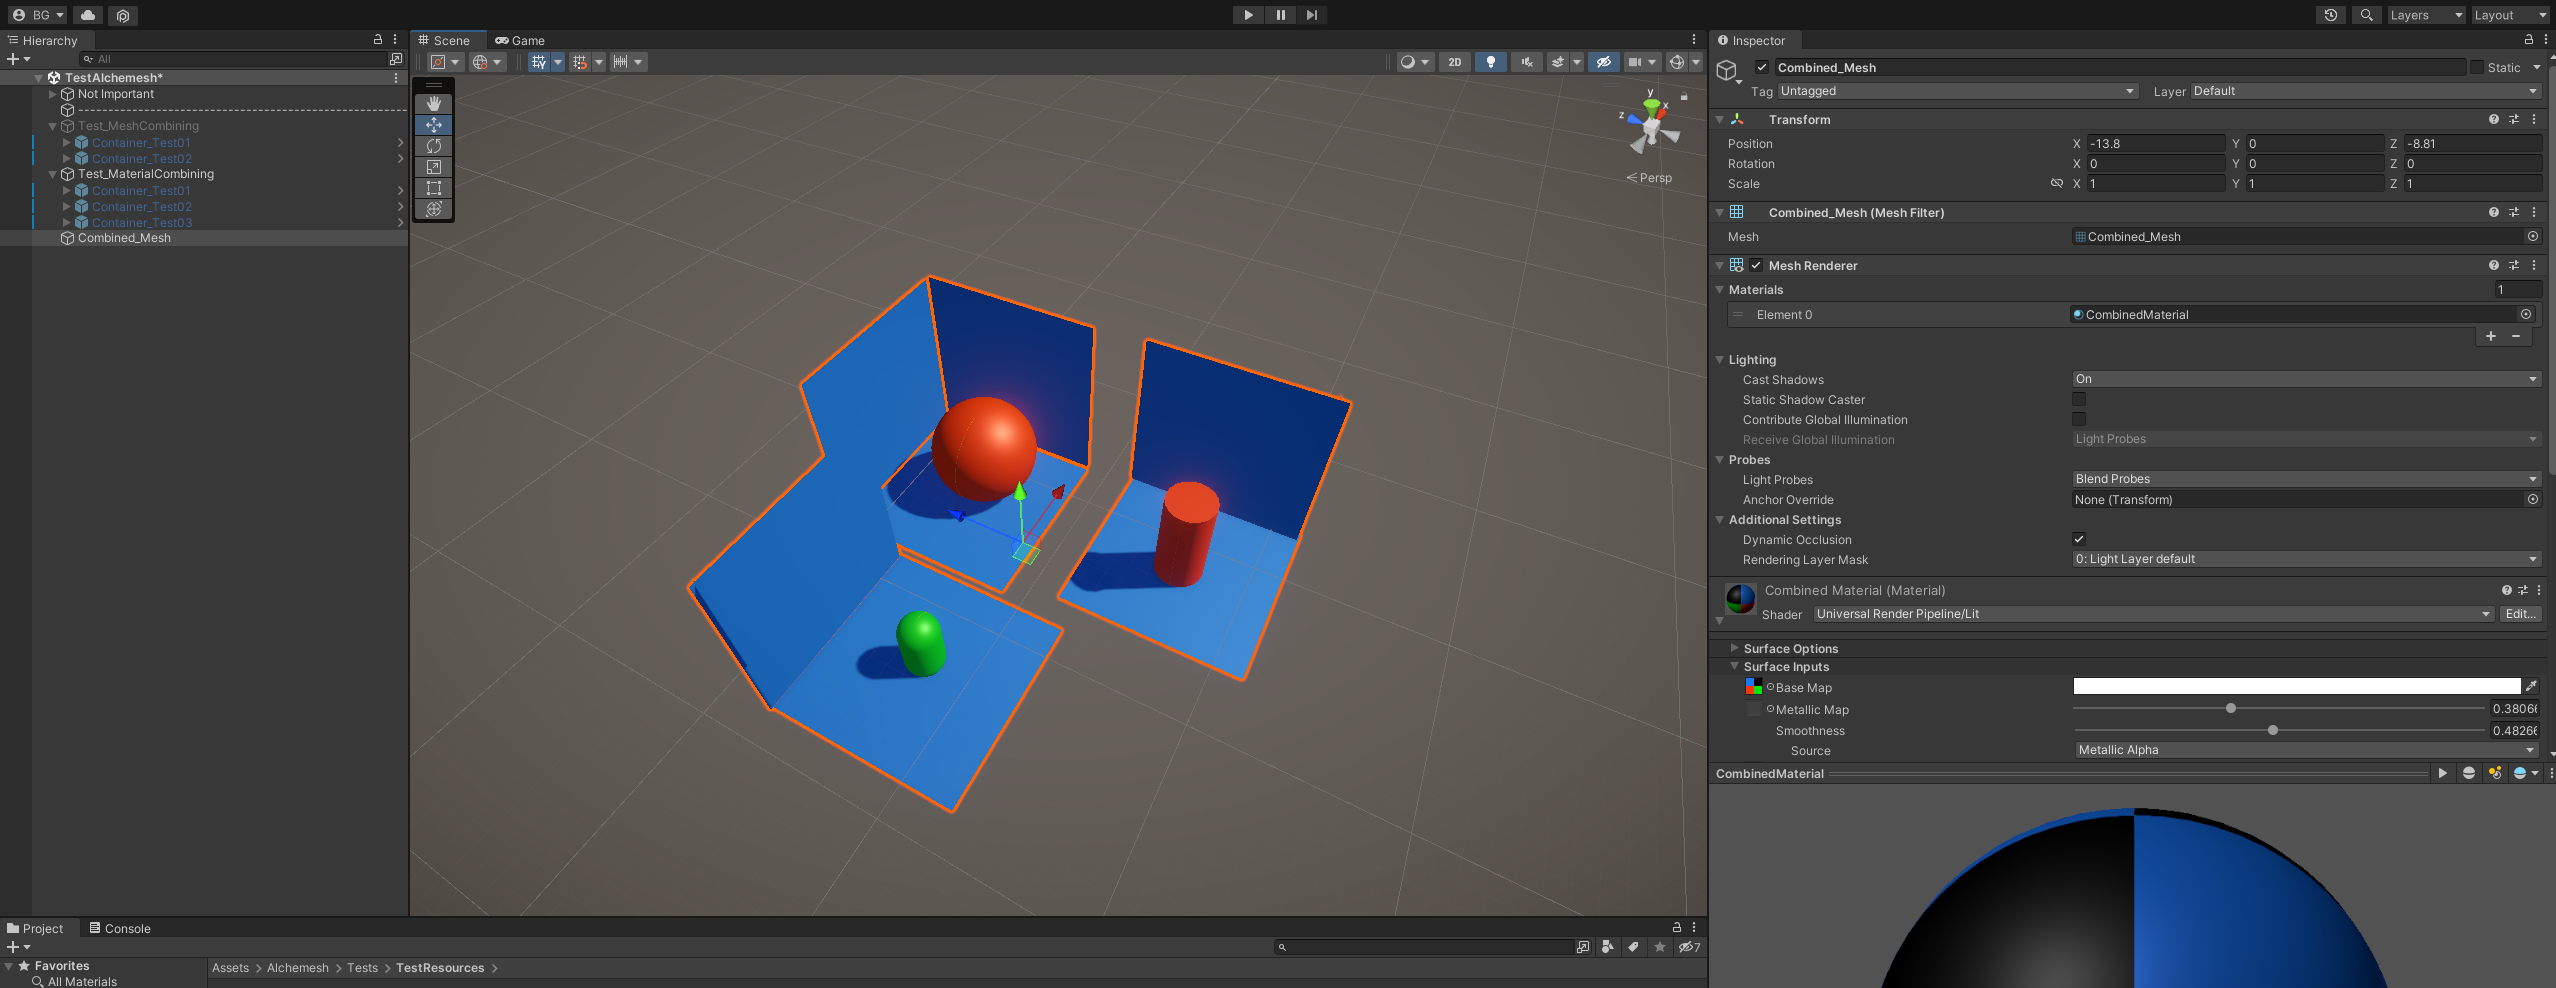 BG
Layers
Layout
Hierarchy
All
TestAlchemesh*
Not Important
Test_MeshCombining
Container_Test01
Container_Test02
Test_MaterialCombining
Container_Test01
Container_Test02
Container_Test03
Combined_Mesh
Scene
Game
2D
y
x
z
Persp
Inspector
Combined_Mesh
Static
Tag Untagged
Layer Default
Transform
Position X -13.8 Y 0 Z -8.81
Rotation X 0 Y 0 Z 0
Scale X 1 Y 1 Z 1
Combined_Mesh (Mesh Filter)
Mesh Combined_Mesh
Mesh Renderer
Materials 1
Element 0 CombinedMaterial
Lighting
Cast Shadows On
Static Shadow Caster
Contribute Global Illumination
Receive Global Illumination Light Probes
Probes
Light Probes Blend Probes
Anchor Override None (Transform)
Additional Settings
Dynamic Occlusion
Rendering Layer Mask 0: Light Layer default
Combined Material (Material)
Shader Universal Render Pipeline/Lit Edit...
Surface Options
Surface Inputs
Base Map
Metallic Map 0.3806
Smoothness 0.4826
Source Metallic Alpha
CombinedMaterial
Project
Console
7
Favorites
All Materials
Assets > Alchemesh > Tests > TestResources >